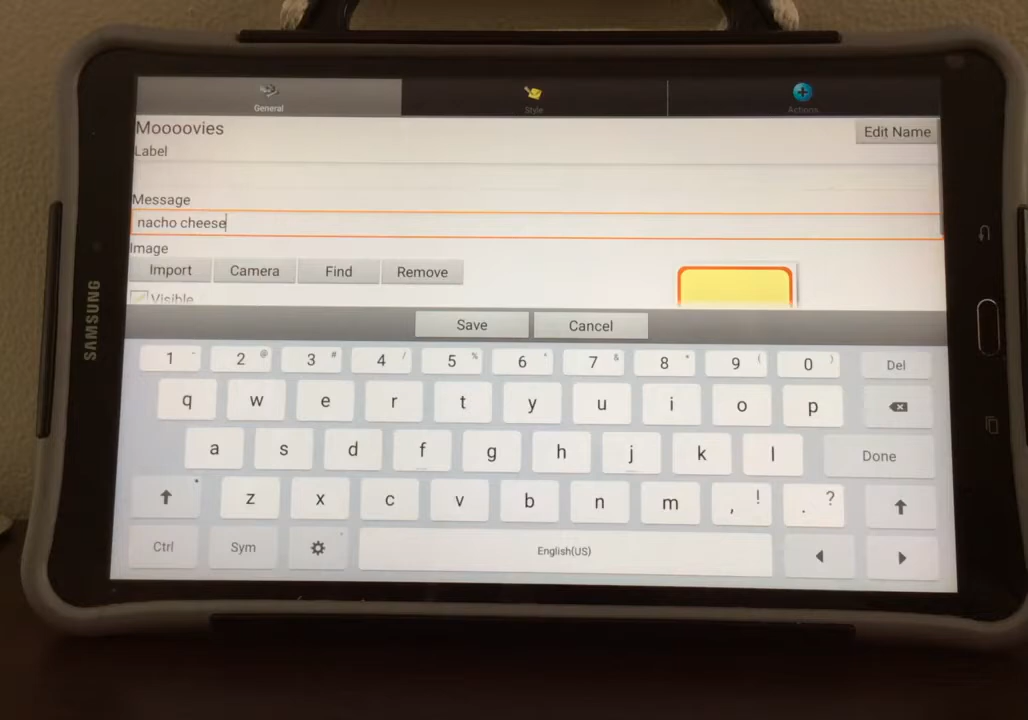 General
Style
Actions
Moooovies
Edit Name
Label
Message
nacho cheese
Image
Import Camera Find Remove
Visible
Save Cancel
SAMSUNG
1 2 @ 3 # 4 / 5 % 6 7 & 8 * 9 ( 0 ) Del
q w e r t y u i o p
a s d f g h j k l Done
z x c v b n m , ! . ?
Ctrl Sym English(US)